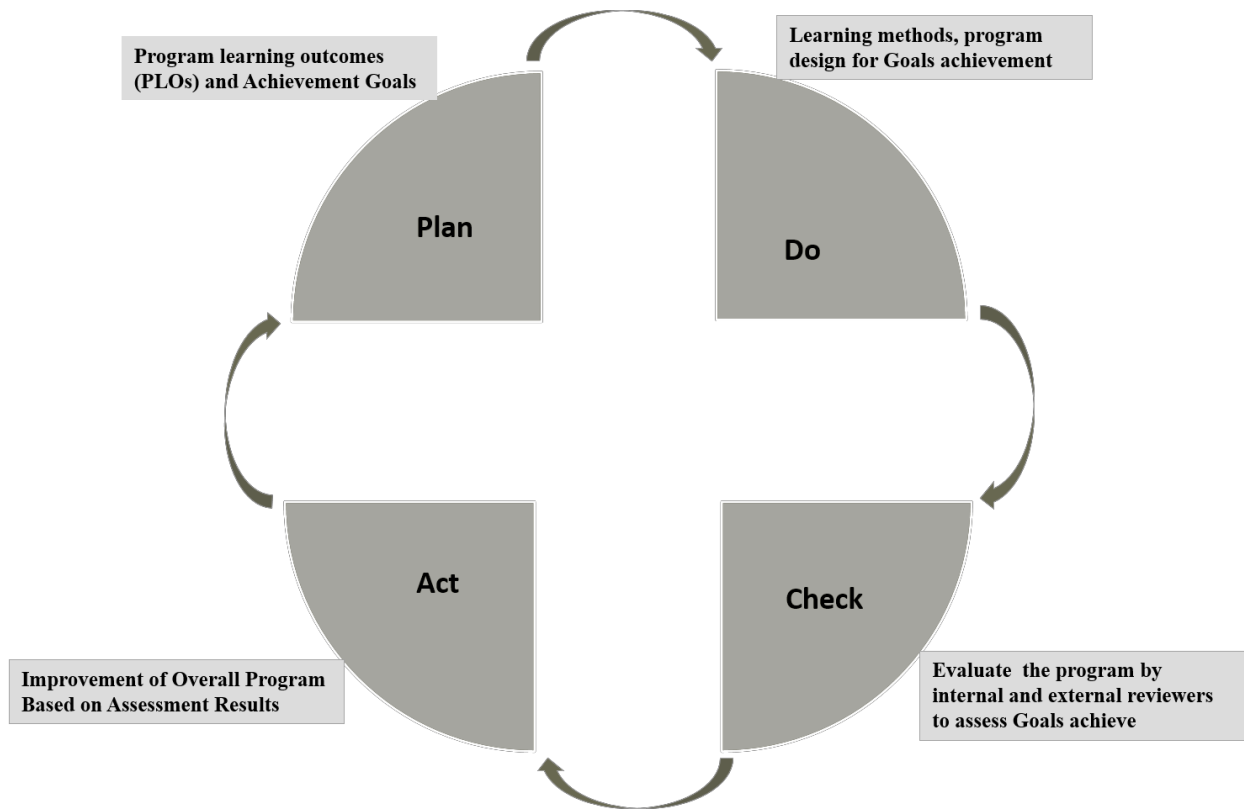 Program learning outcomes
(PLOs) and Achievement Goals
Learning methods, program
design for Goals achievement
Plan
Do
Act
Check
Improvement of Overall Program
Based on Assessment Results
Evaluate the program by
internal and external reviewers
to assess Goals achieve